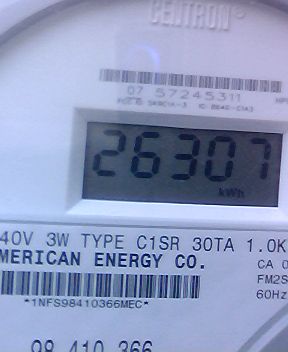 CENTRON®
07 57245311
26307
kWh
40V 3W TYPE C1SR 30TA 1.0K
MERICAN ENERGY CO.
CA 0
FM2S
*1NFS98410366MEC*
60Hz
98 410 366